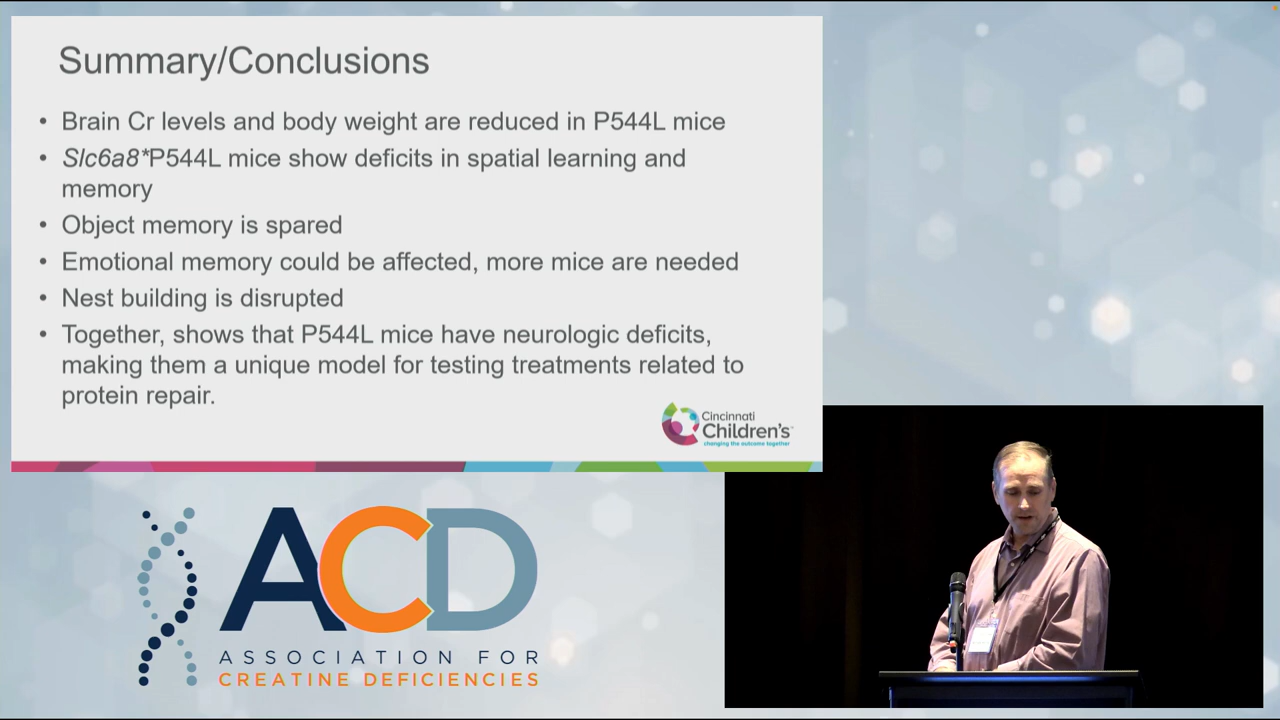 Summary/Conclusions
• Brain Cr levels and body weight are reduced in P544L mice
• Slc6a8*P544L mice show deficits in spatial learning and
memory
• Object memory is spared
• Emotional memory could be affected, more mice are needed
• Nest building is disrupted
• Together, shows that P544L mice have neurologic deficits,
making them a unique model for testing treatments related to
protein repair.
Cincinnati
Children's
changing the outcome together
ACD
ASSOCIATION FOR
CREATINE DEFICIENCIES